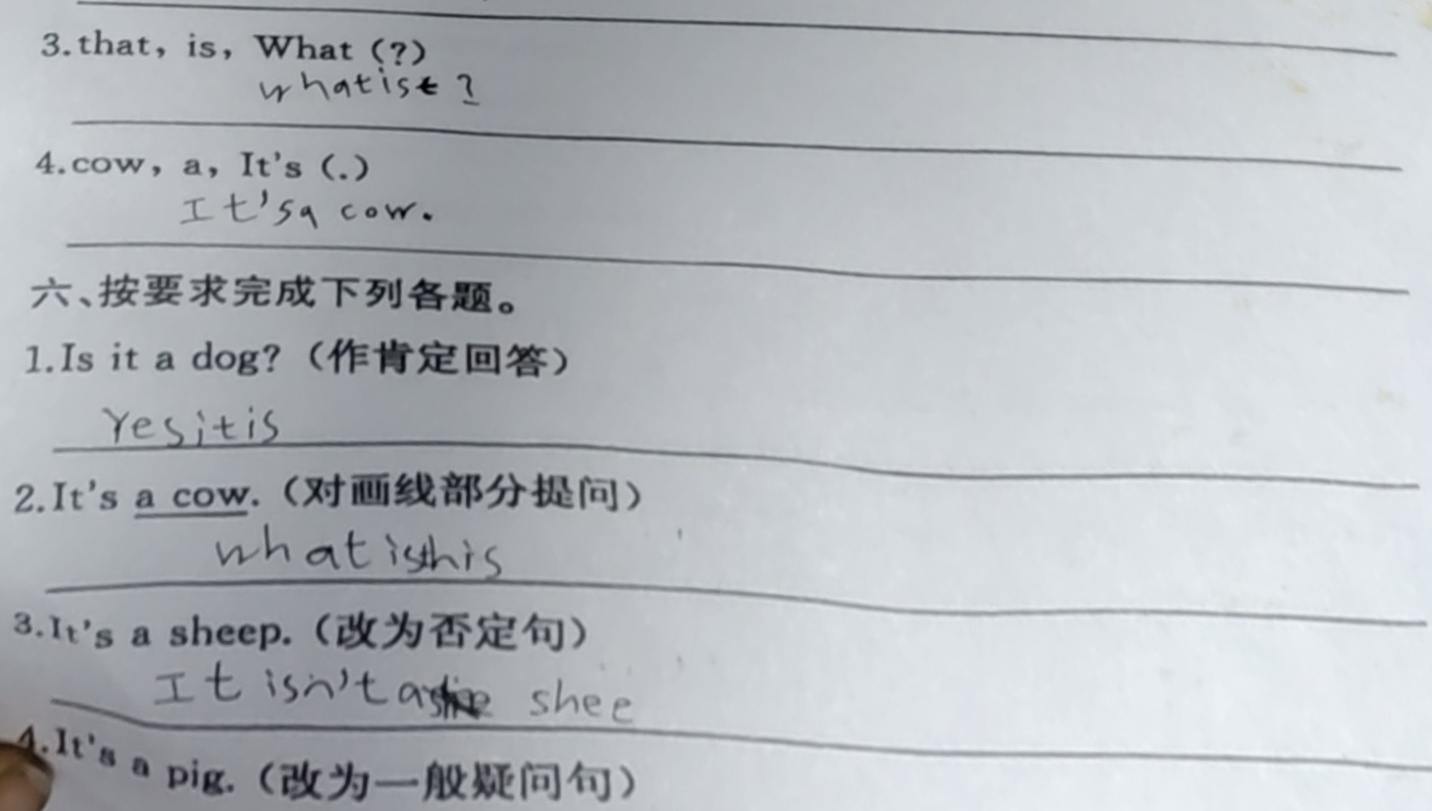 3.that, is, What (?)
whatist ?
4.cow, a, It's (.)
It'sa cow.
六、按要求完成下列各题。
1.Is it a dog?（作肯定回答）
Yesitis
2.It's a cow.（对画线部分提问）
what isthis
3.It's a sheep.（改为否定句）
It isn't a shee
4.It's a pig.（改为一般疑问句）